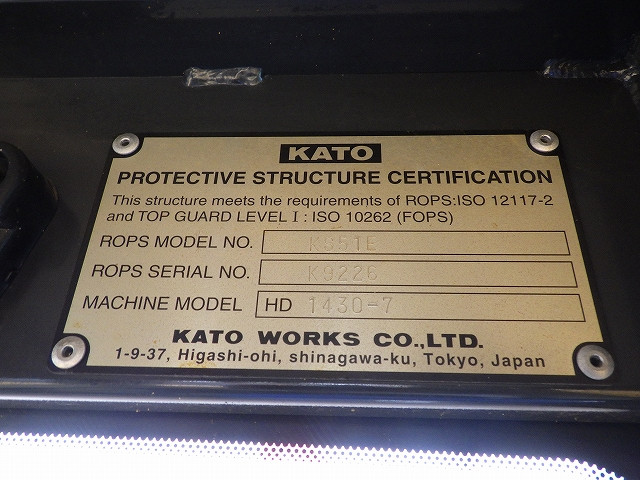 KATO
PROTECTIVE STRUCTURE CERTIFICATION
This structure meets the requirements of ROPS:ISO 12117-2
and TOP GUARD LEVEL I : ISO 10262 (FOPS)
ROPS MODEL NO. K951E
ROPS SERIAL NO. K9226
MACHINE MODEL HD 1430-7
KATO WORKS CO.,LTD.
1-9-37, Higashi-ohi, shinagawa-ku, Tokyo, Japan